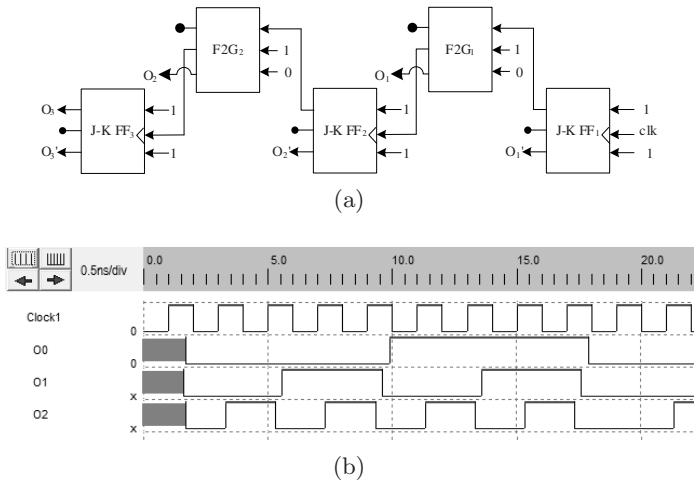 F2G₂
1
0
O₂
F2G₁
1
0
O₁
O₃
O₃'
J-K FF₃
1
1
J-K FF₂
1
1
O₂'
J-K FF₁
1
clk
1
O₁'
(a)
0.5ns/div
0.0 5.0 10.0 15.0 20.0
Clock1 0
O0 0
O1 x
O2 x
(b)